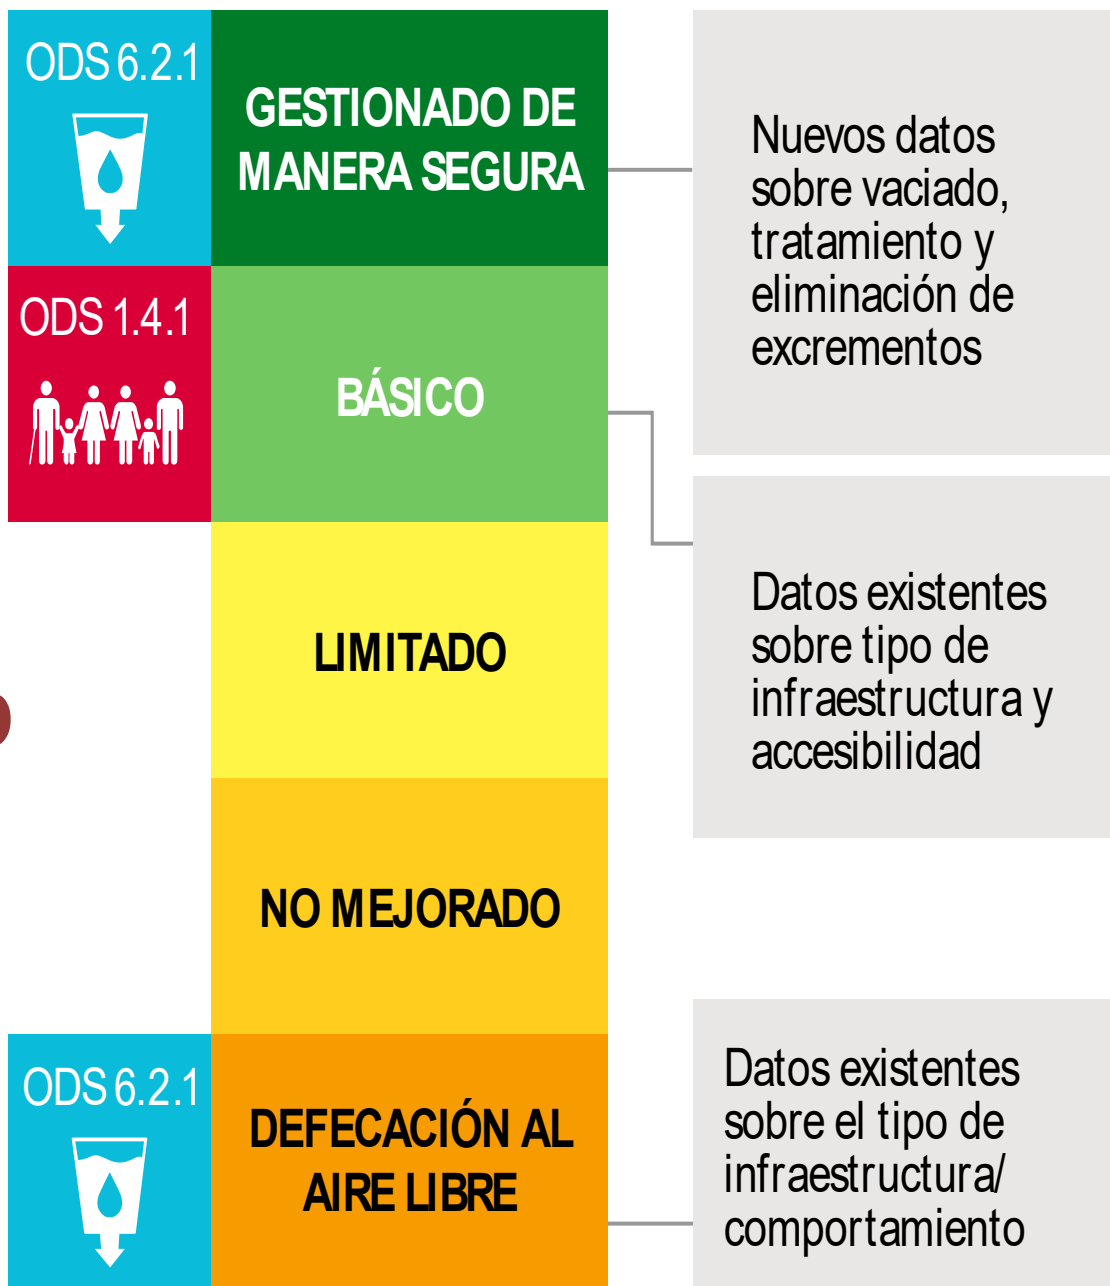 ODS 6.2.1
GESTIONADO DE
MANERA SEGURA
Nuevos datos
sobre vaciado,
tratamiento y
eliminación de
excrementos
ODS 1.4.1
BÁSICO
Datos existentes
sobre tipo de
infraestructura y
accesibilidad
LIMITADO
NO MEJORADO
ODS 6.2.1
DEFECACIÓN AL
AIRE LIBRE
Datos existentes
sobre el tipo de
infraestructura/
comportamiento